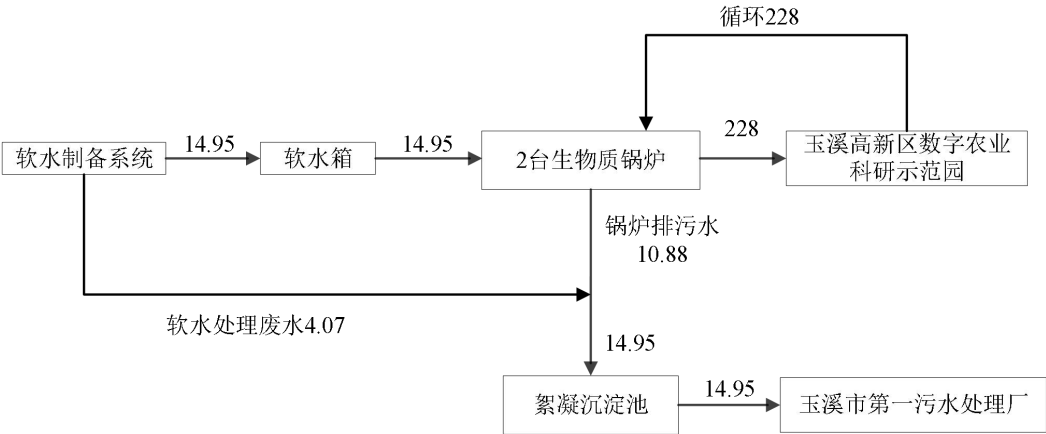 循环228
14.95
14.95
228
软水制备系统
软水箱
2台生物质锅炉
玉溪高新区数字农业
科研示范园
锅炉排污水
10.88
软水处理废水4.07
14.95
絮凝沉淀池
14.95
玉溪市第一污水处理厂